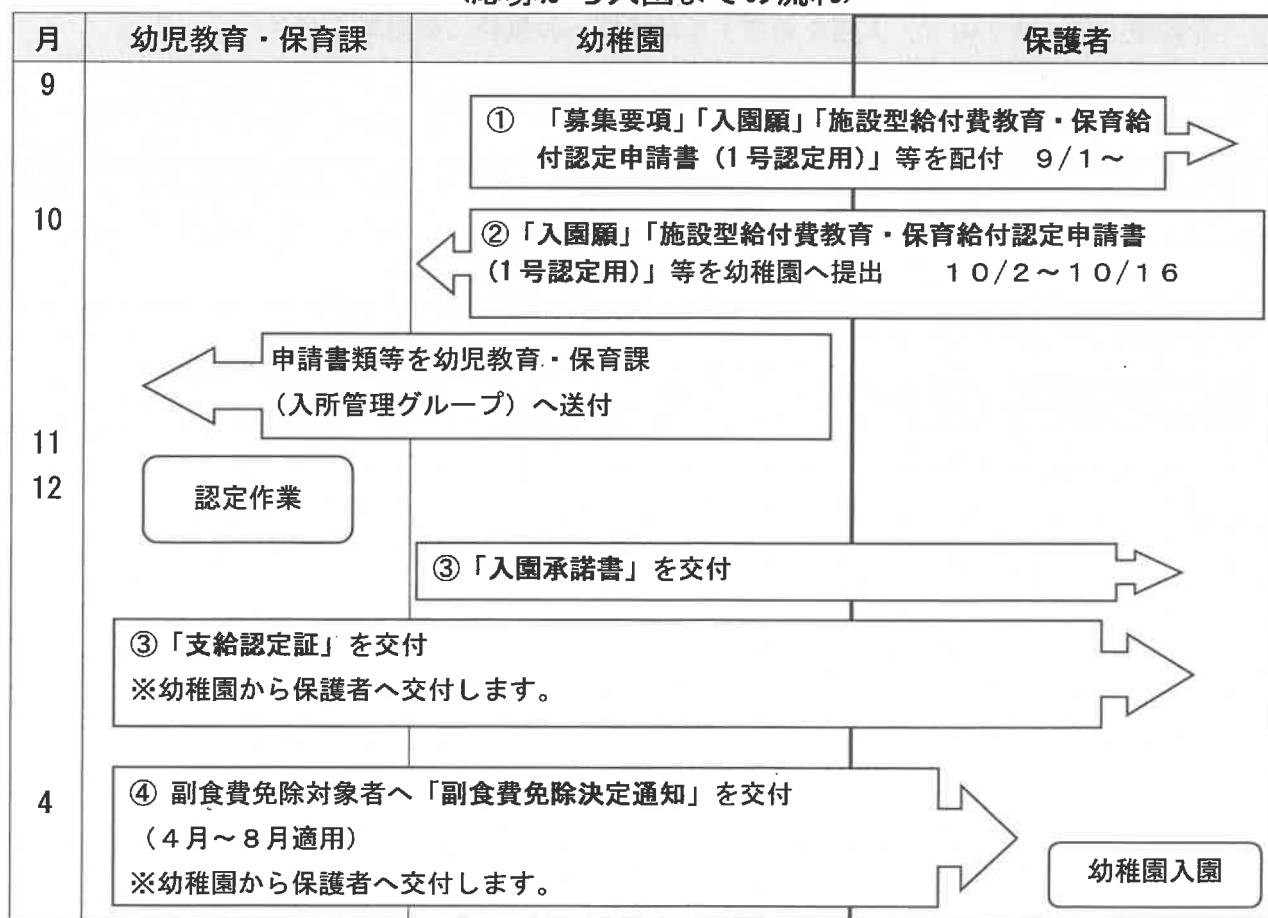 月 幼児教育・保育課 幼稚園 保護者
9
① 「募集要項」「入園願」「施設型給付費教育・保育給
付認定申請書(1号認定用)」等を配付 9/1~
10
②「入園願」「施設型給付費教育・保育給付認定申請書
(1号認定用)」等を幼稚園へ提出 10/2~10/16
申請書類等を幼児教育・保育課
(入所管理グループ)へ送付
11
12
認定作業
③「入園承諾書」を交付
③「支給認定証」を交付
※幼稚園から保護者へ交付します。
4
④ 副食費免除対象者へ「副食費免除決定通知」を交付
(4月~8月適用)
※幼稚園から保護者へ交付します。
幼稚園入園